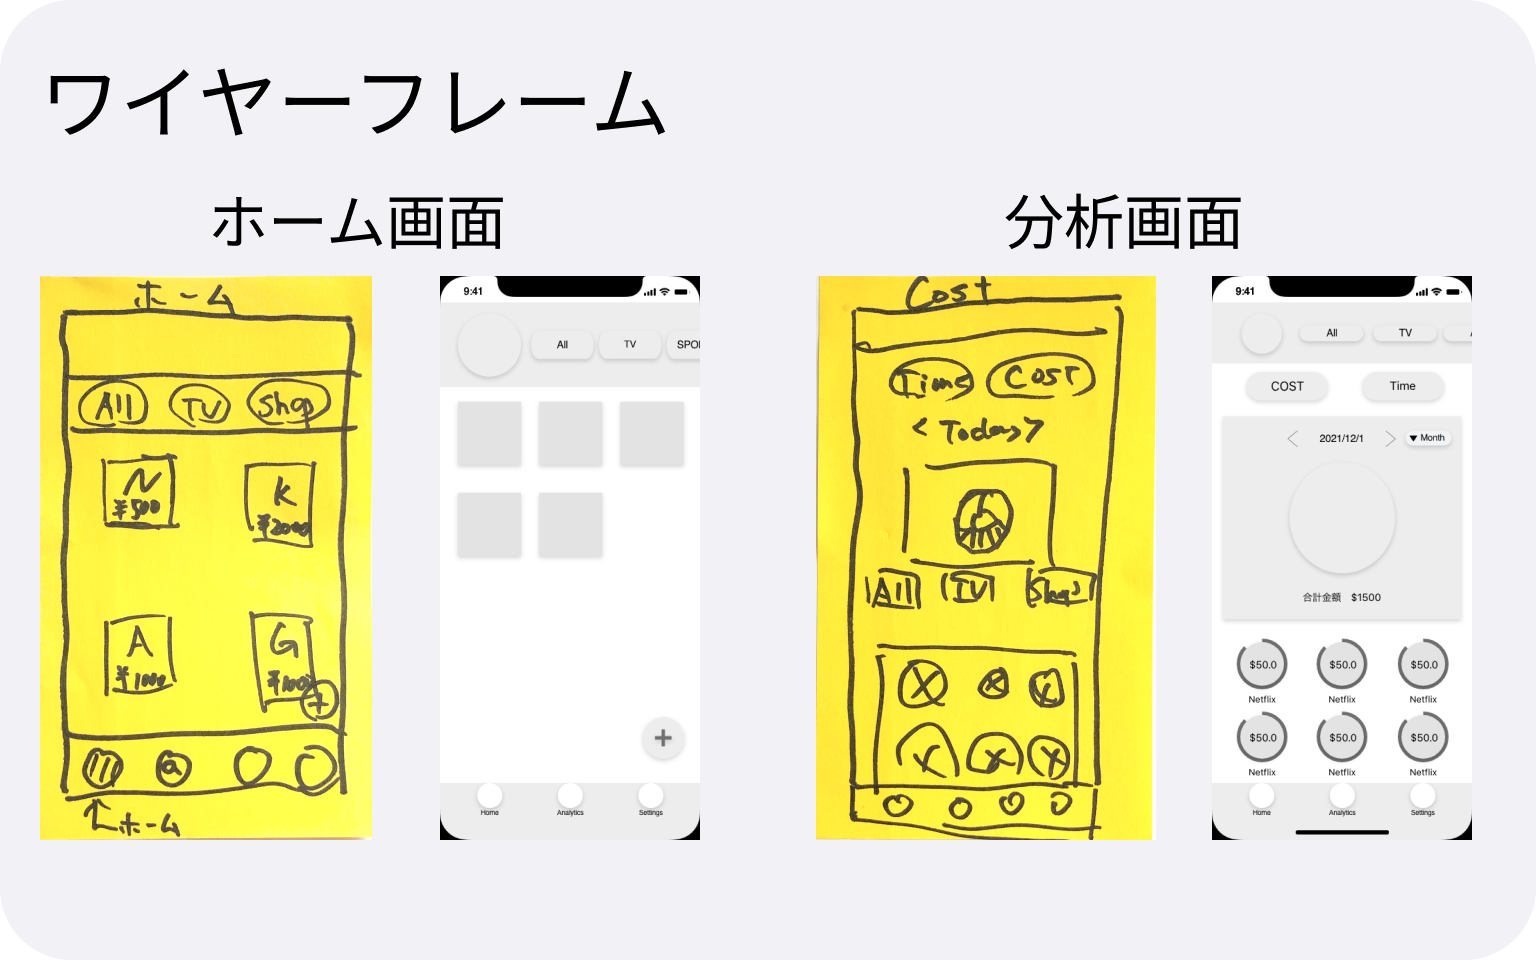 ワイヤーフレーム
ホーム画面
分析画面
ホーム
All TV Shop
N
¥500
K
¥2000
A
¥1000
G
ホーム
9:41
All TV SPO
Home Analytics Settings
Cost
Time Cost
< Today >
All TV Shop
9:41
All TV
COST Time
2021/12/1 Month
合計金額 $1500
$50.0 $50.0 $50.0
Netflix Netflix Netflix
$50.0 $50.0 $50.0
Netflix Netflix Netflix
Home Analytics Settings